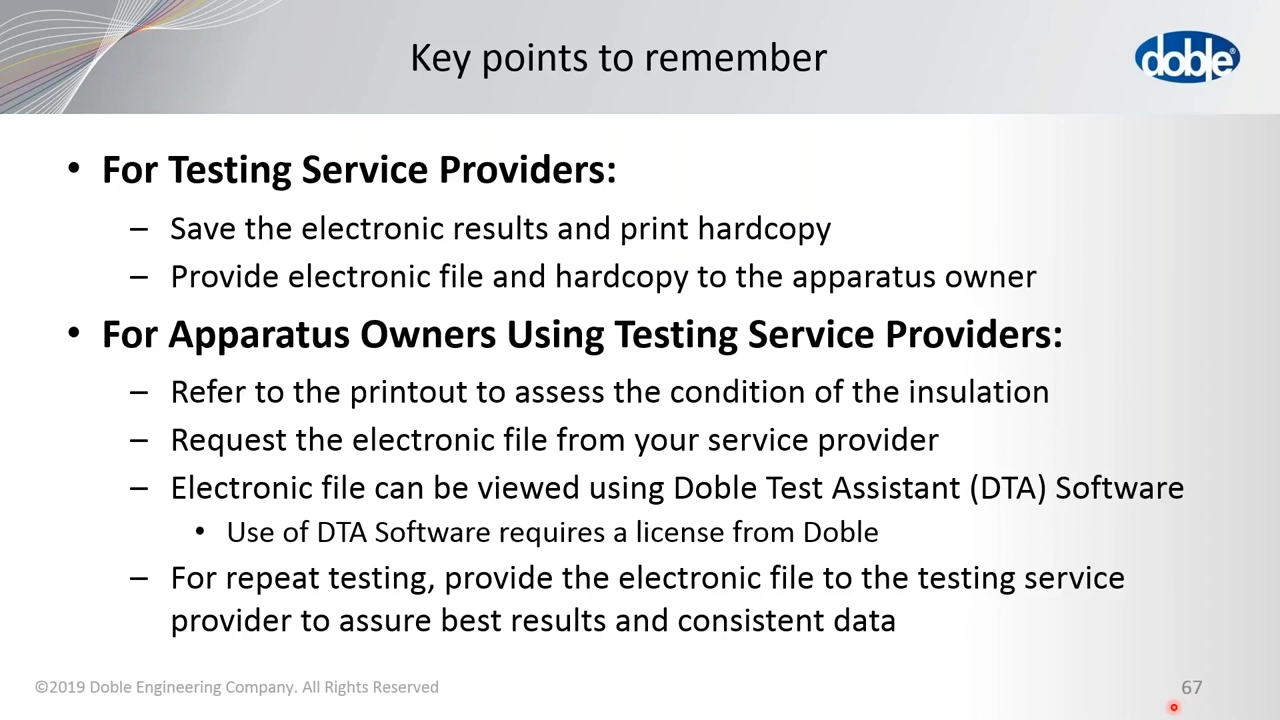 Key points to remember
doble®
• For Testing Service Providers:
– Save the electronic results and print hardcopy
– Provide electronic file and hardcopy to the apparatus owner
• For Apparatus Owners Using Testing Service Providers:
– Refer to the printout to assess the condition of the insulation
– Request the electronic file from your service provider
– Electronic file can be viewed using Doble Test Assistant (DTA) Software
• Use of DTA Software requires a license from Doble
– For repeat testing, provide the electronic file to the testing service
provider to assure best results and consistent data
©2019 Doble Engineering Company. All Rights Reserved
67